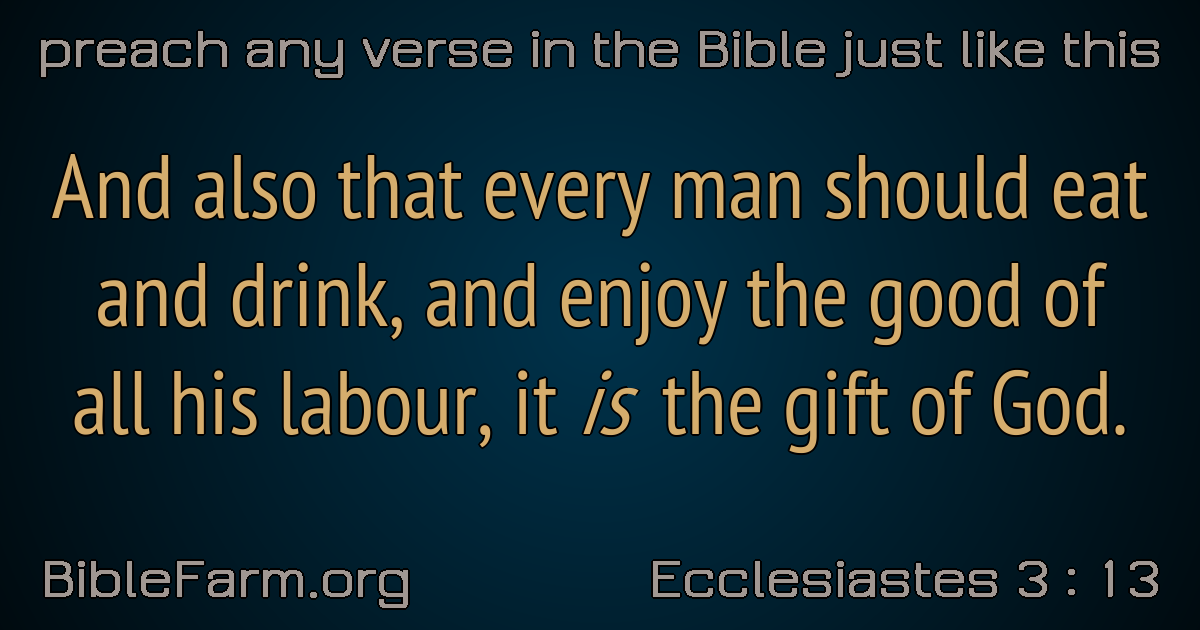 preach any verse in the Bible just like this
And also that every man should eat
and drink, and enjoy the good of
all his labour, it is the gift of God.
BibleFarm.org
Ecclesiastes 3 : 13